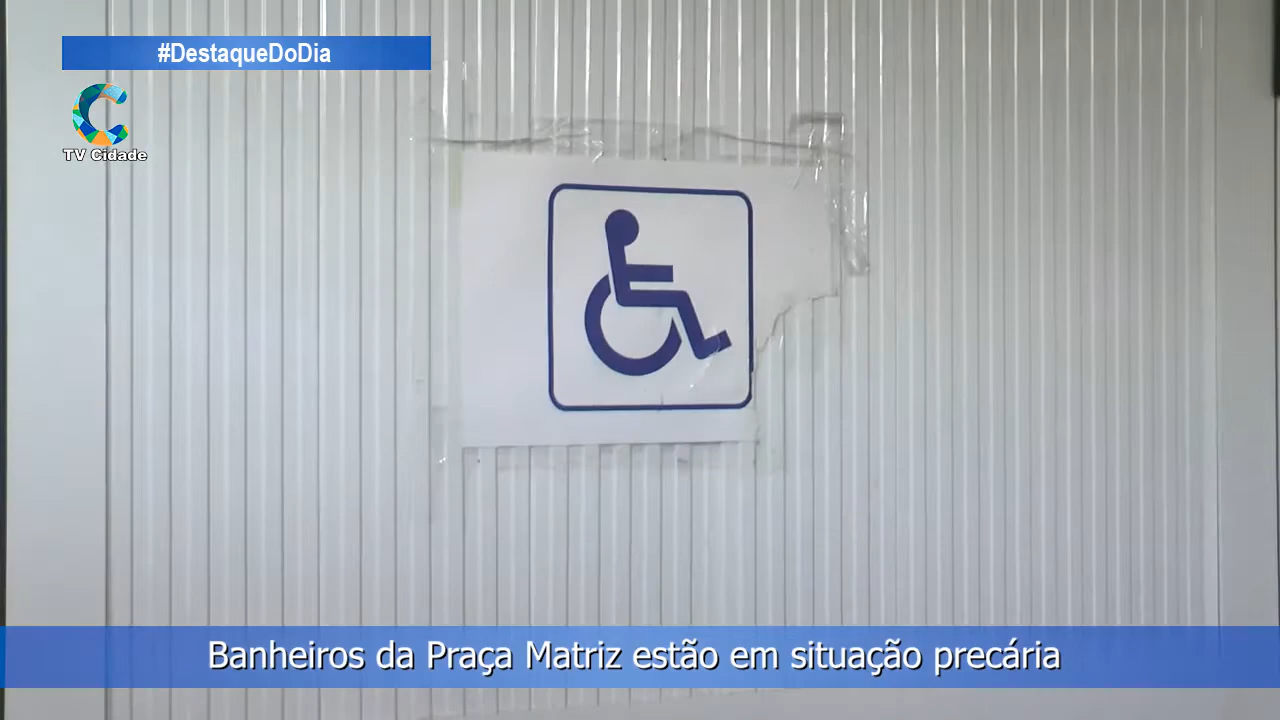 #DestaqueDoDia
TV Cidade
Banheiros da Praça Matriz estão em situação precária